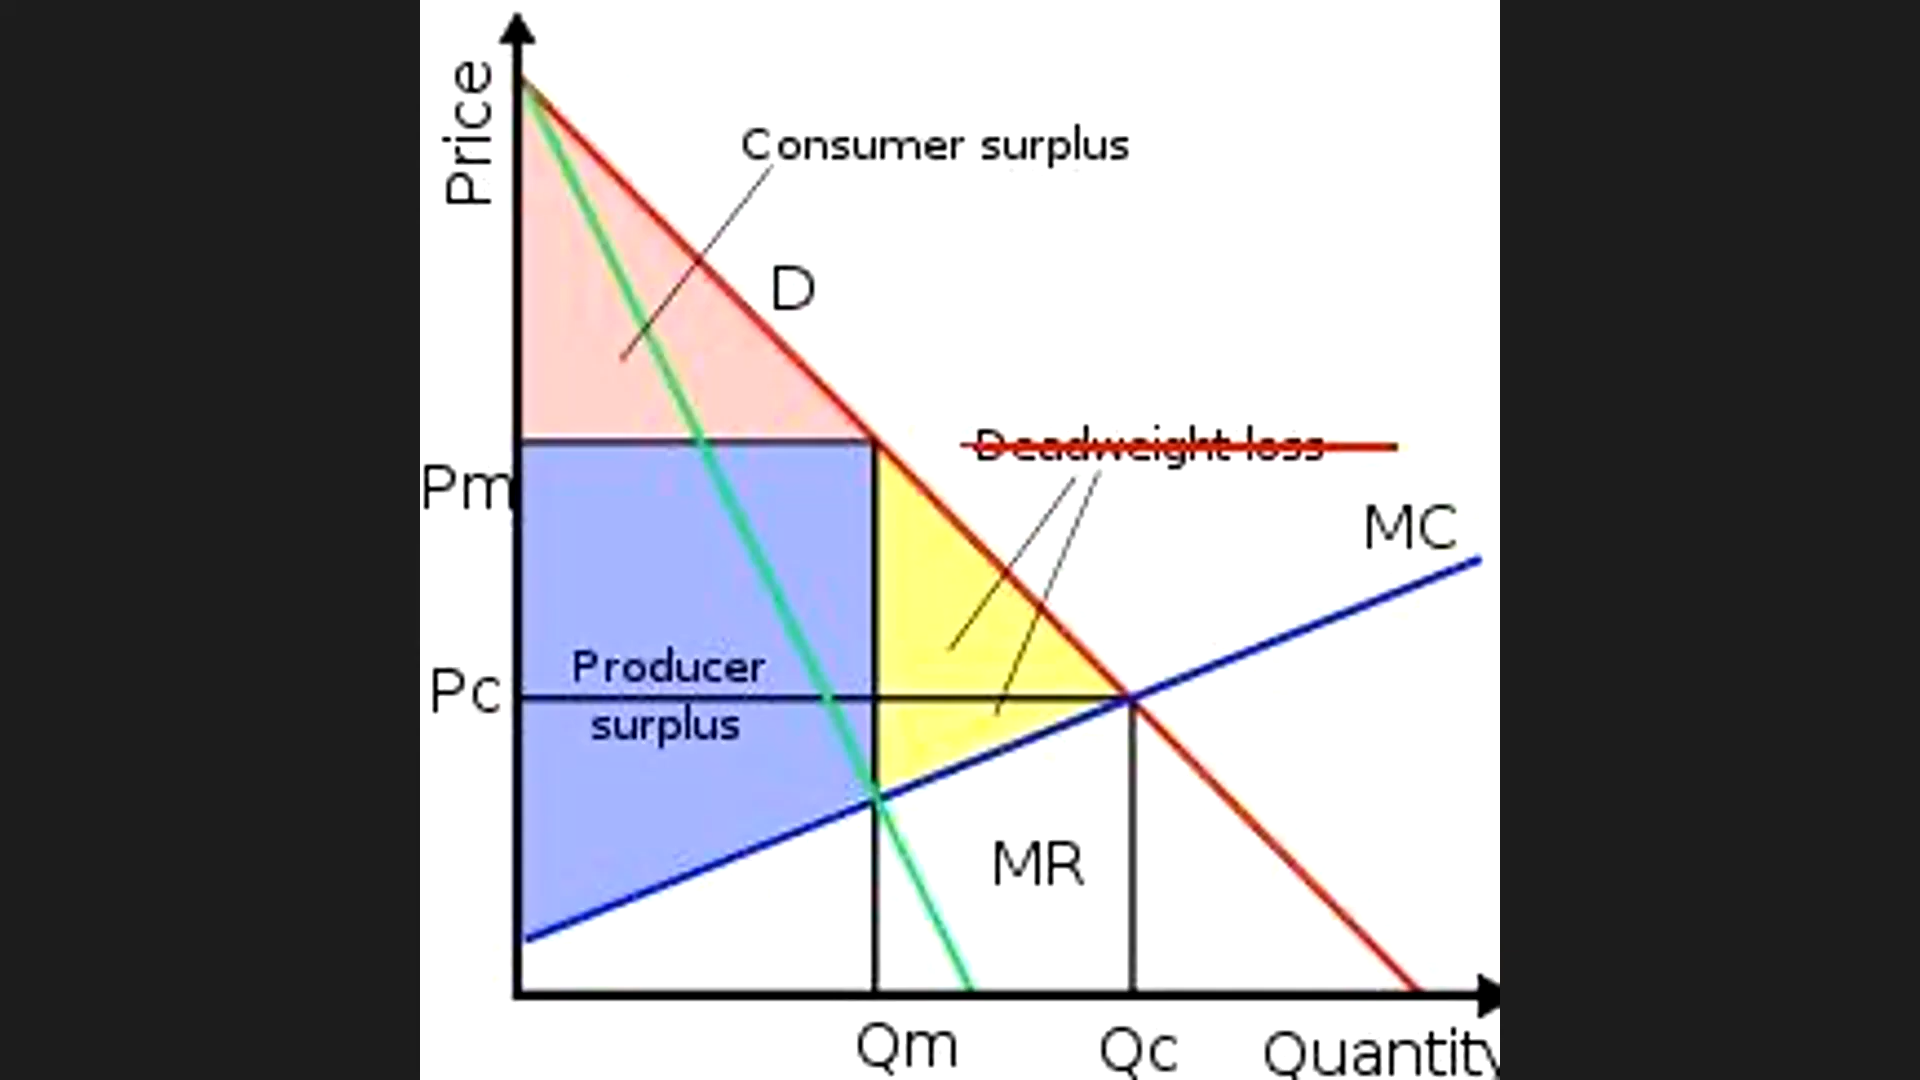 Price
Consumer surplus
D
Deadweight loss
Pm
MC
Producer
surplus
Pc
MR
Qm
Qc
Quantity